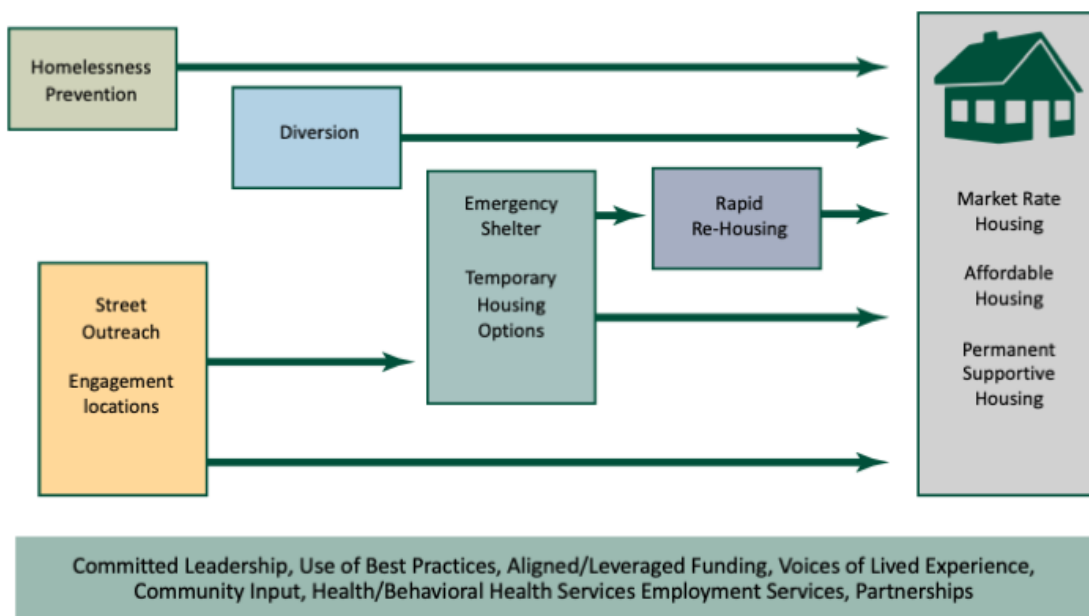 Homelessness
Prevention
Diversion
Emergency
Shelter
Temporary
Housing
Options
Rapid
Re-Housing
Street
Outreach
Engagement
locations
Market Rate
Housing
Affordable
Housing
Permanent
Supportive
Housing
Committed Leadership, Use of Best Practices, Aligned/Leveraged Funding, Voices of Lived Experience,
Community Input, Health/Behavioral Health Services Employment Services, Partnerships